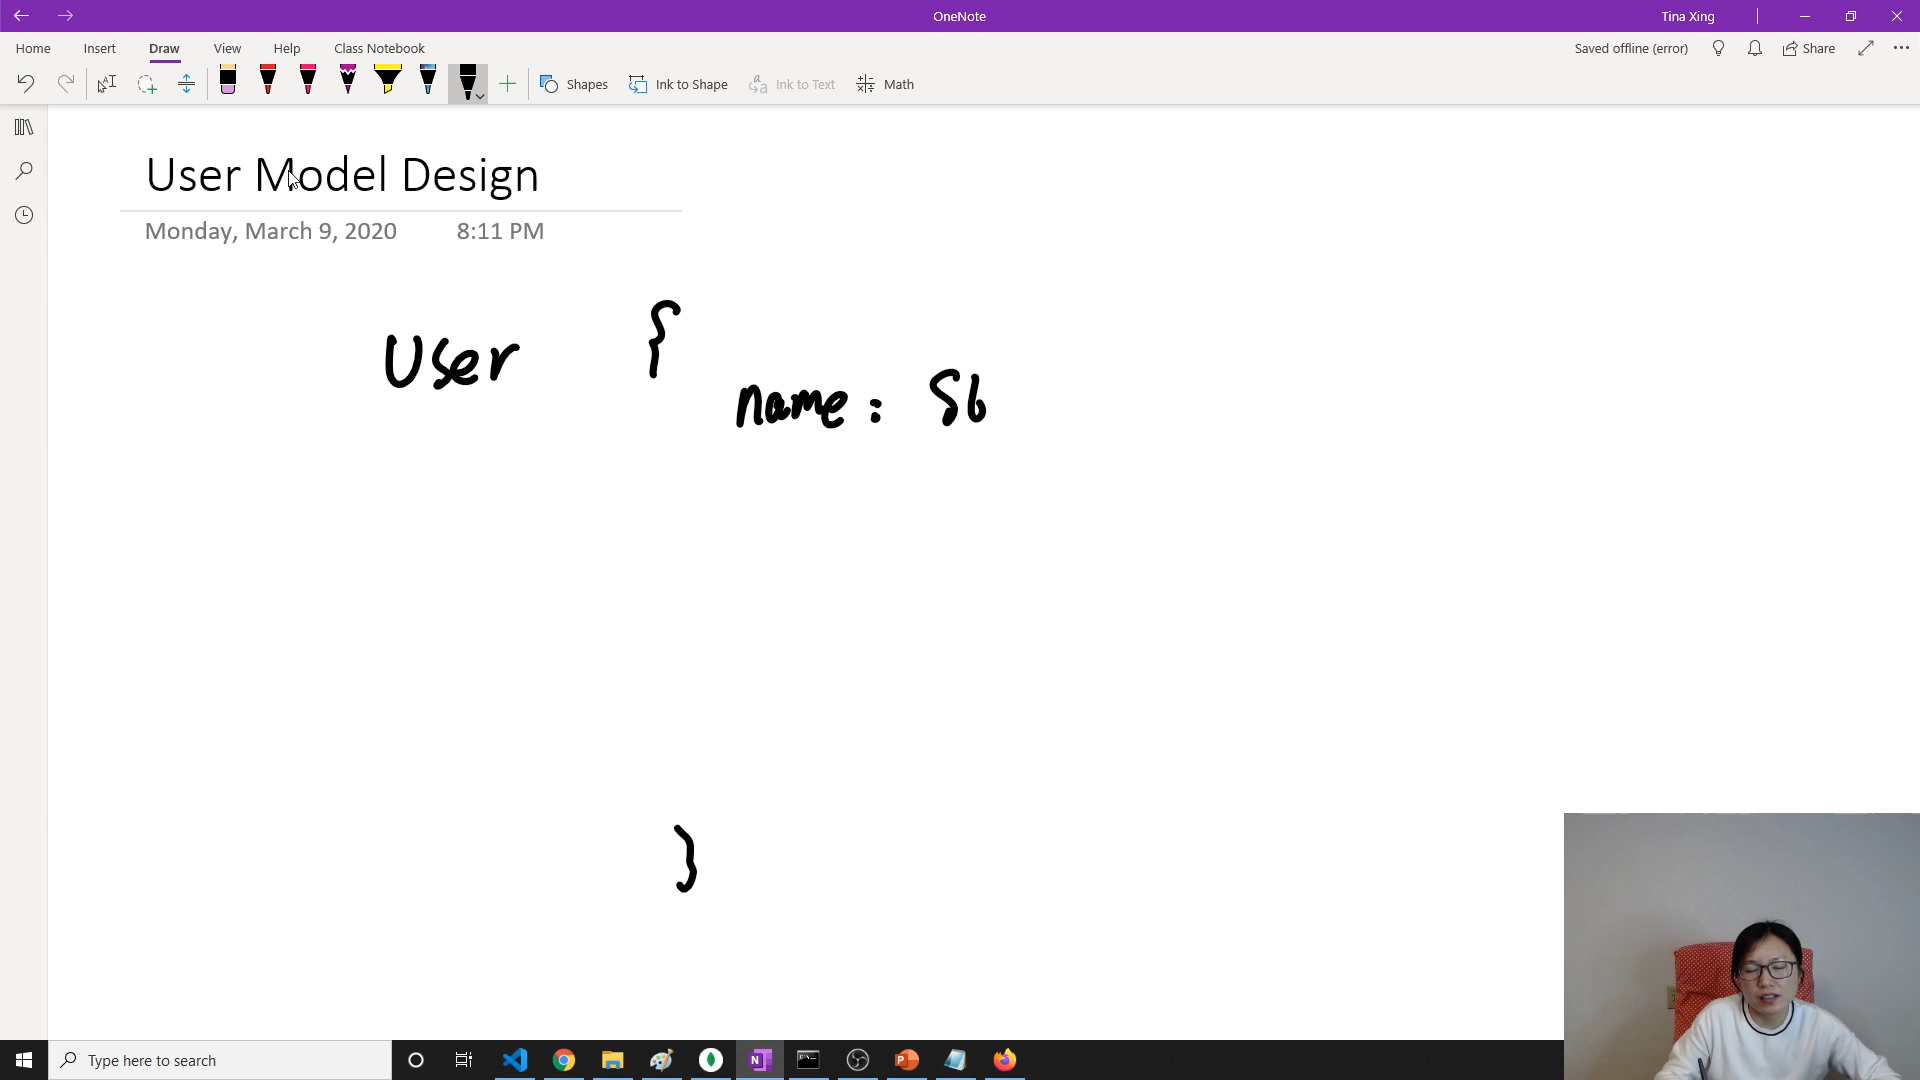 OneNote
Tina Xing
Home Insert Draw View Help Class Notebook
Saved offline (error)
Share
Shapes
Ink to Shape
Ink to Text
Math
User Model Design
Monday, March 9, 2020 8:11 PM
User {
name :
}
Type here to search